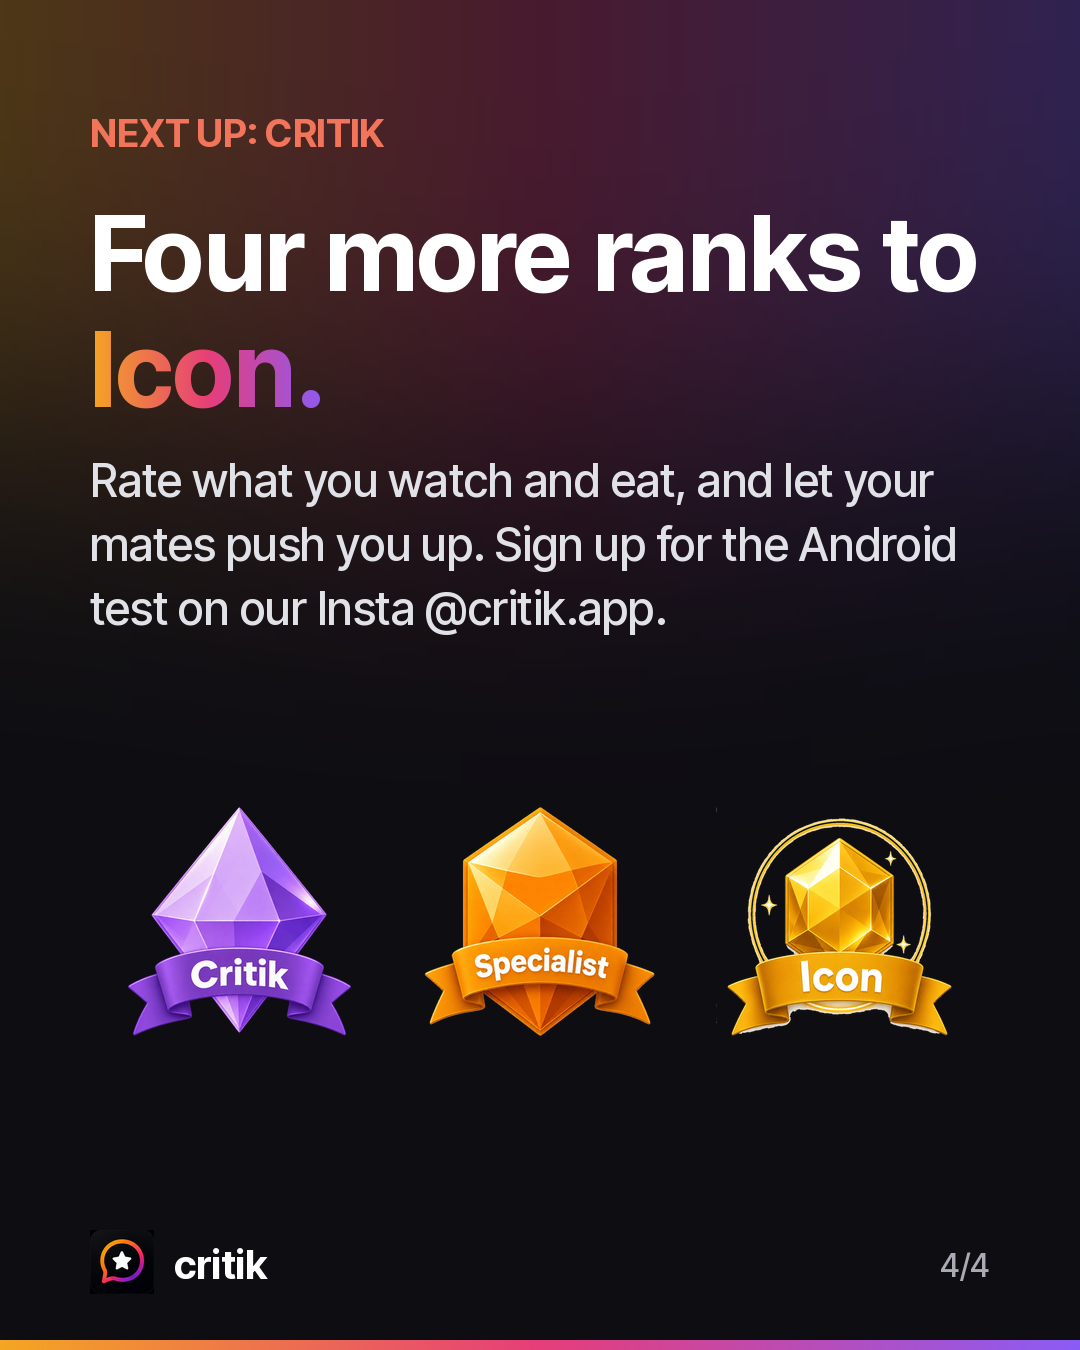 NEXT UP: CRITIK
Four more ranks to
Icon.
Rate what you watch and eat, and let your
mates push you up. Sign up for the Android
test on our Insta @critik.app.
Critik
Specialist
Icon
critik
4/4